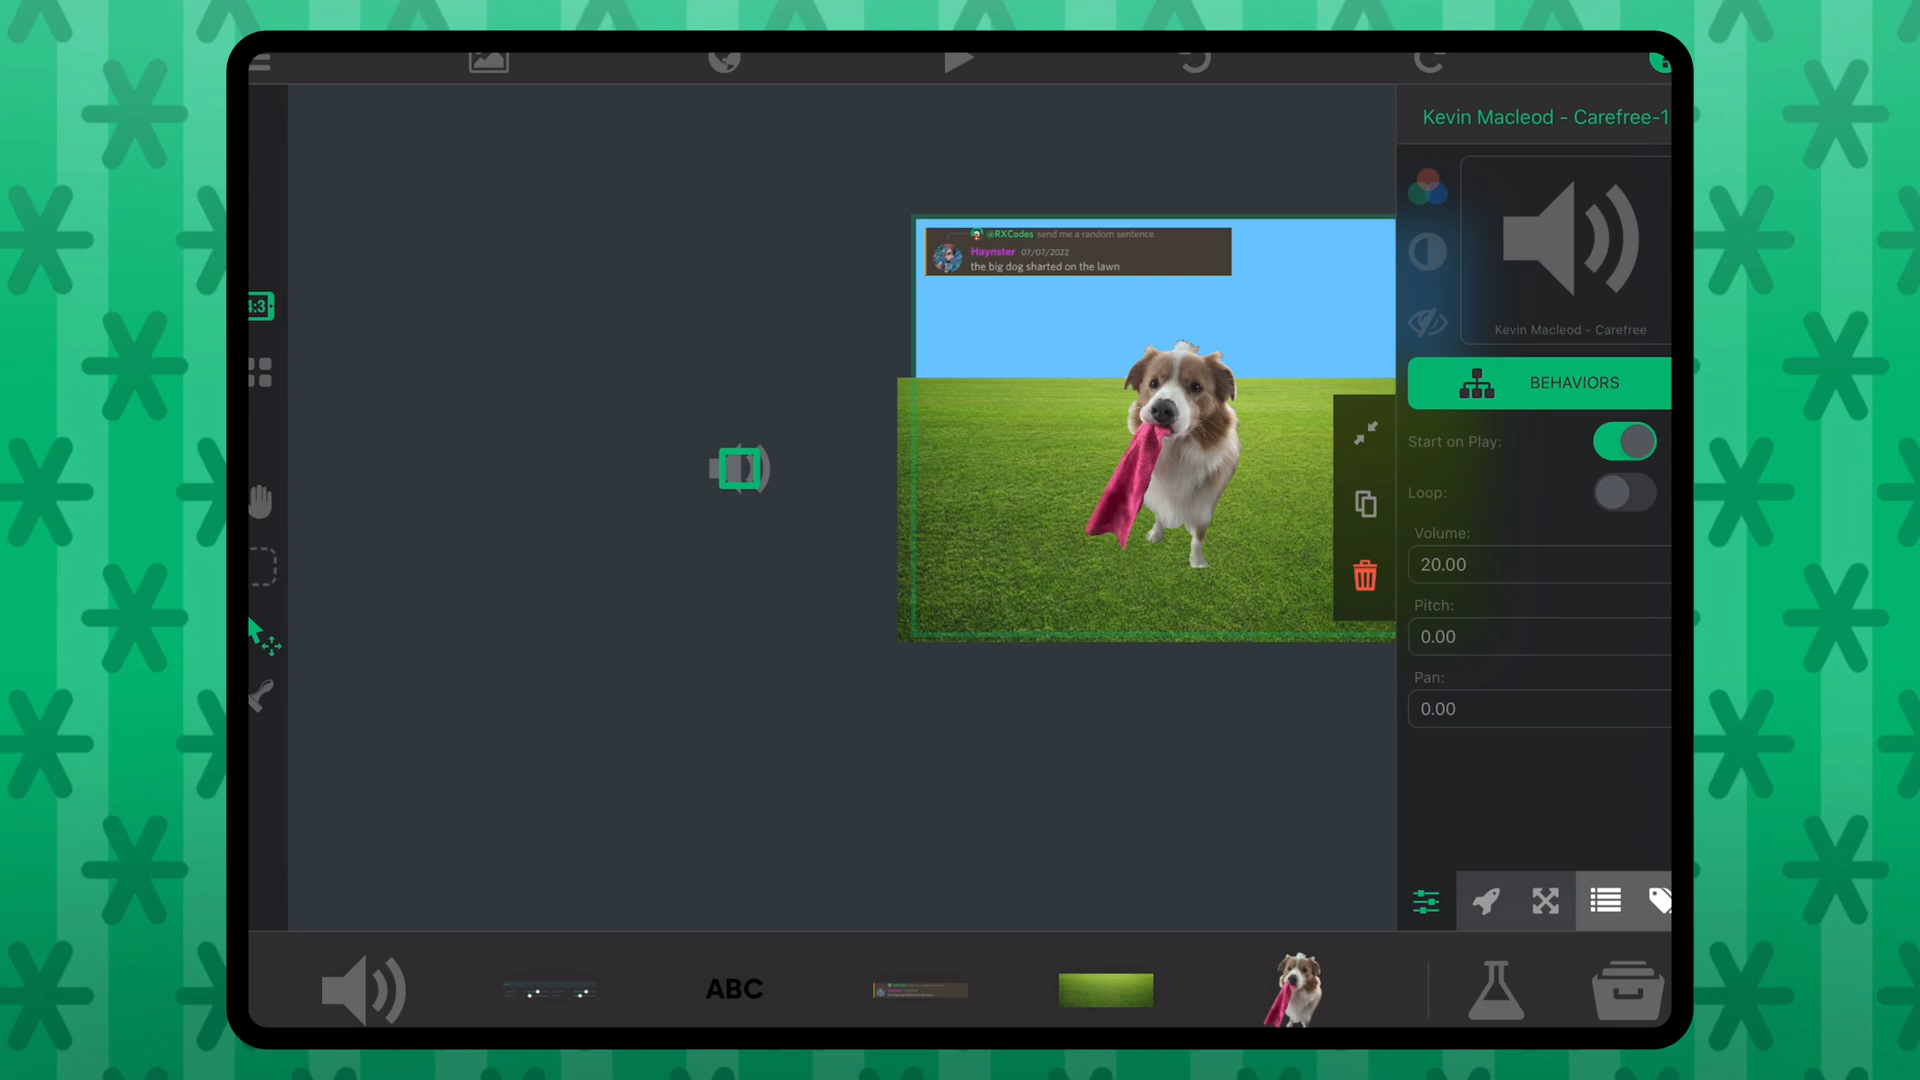 Kevin Macleod - Carefree-1
@RXCodes send me a random sentence
Haynster 07/07/2022
the big dog sharted on the lawn
4:3
Kevin Macleod - Carefree
BEHAVIORS
Start on Play:
Loop:
Volume:
20.00
Pitch:
0.00
Pan:
0.00
ABC